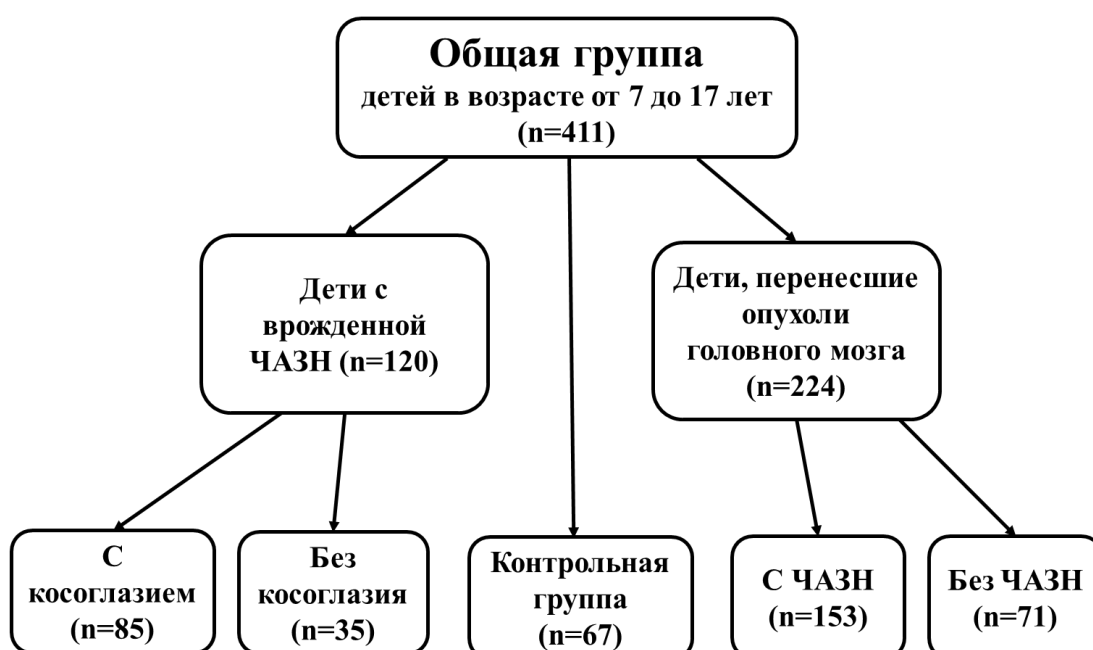 Общая группа
детей в возрасте от 7 до 17 лет
(n=411)
Дети с
врожденной
ЧАЗН (n=120)
Дети, перенесшие
опухоли
головного мозга
(n=224)
С
косоглазием
(n=85)
Без
косоглазия
(n=35)
Контрольная
группа
(n=67)
С ЧАЗН
(n=153)
Без ЧАЗН
(n=71)